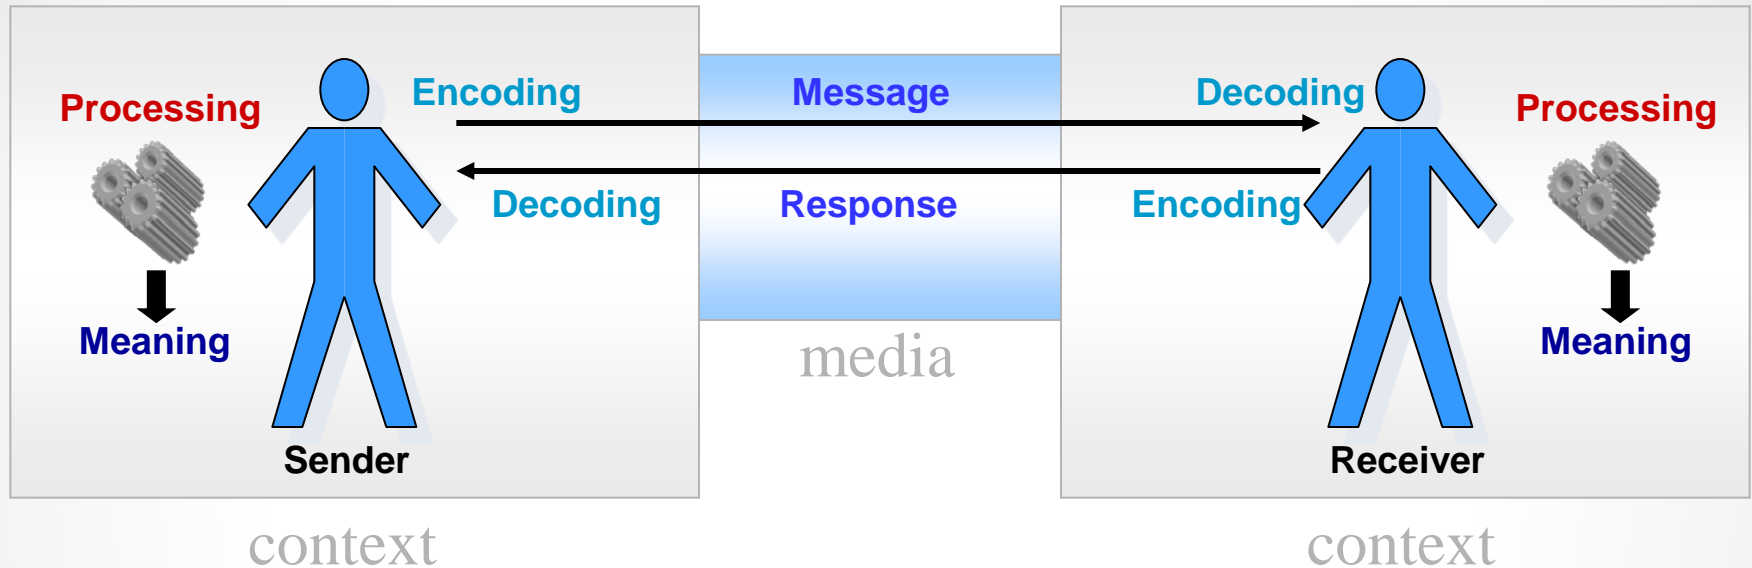 Encoding Message Decoding
Processing Processing
Decoding Response Encoding
Meaning Meaning
media
Sender Receiver
context context